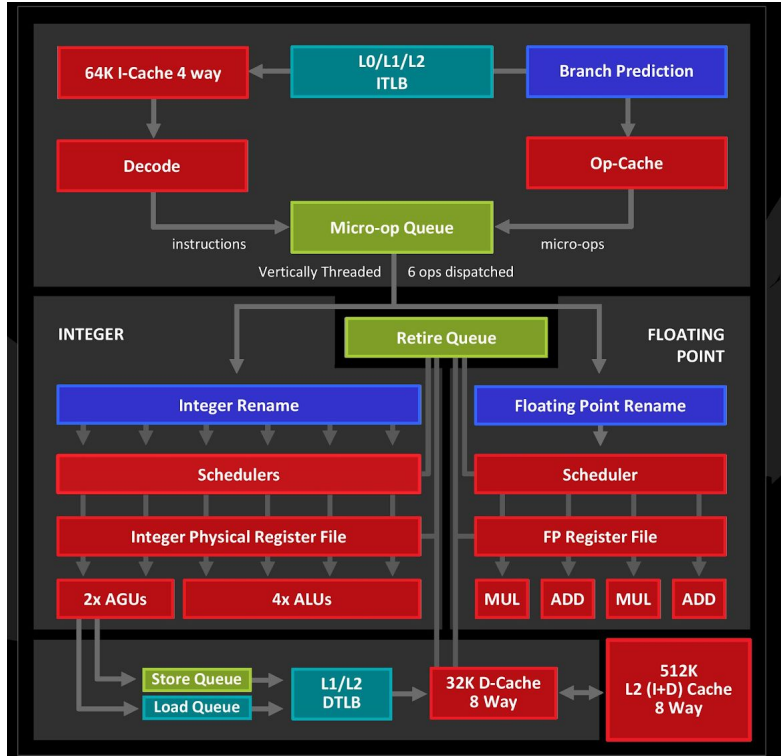 64K I-Cache 4 way
L0/L1/L2
ITLB
Branch Prediction
Decode
Op-Cache
Micro-op Queue
instructions
micro-ops
Vertically Threaded
6 ops dispatched
INTEGER
Retire Queue
FLOATING
POINT
Integer Rename
Floating Point Rename
Schedulers
Scheduler
Integer Physical Register File
FP Register File
2x AGUs
4x ALUs
MUL
ADD
MUL
ADD
Store Queue
Load Queue
L1/L2
DTLB
32K D-Cache
8 Way
512K
L2 (I+D) Cache
8 Way